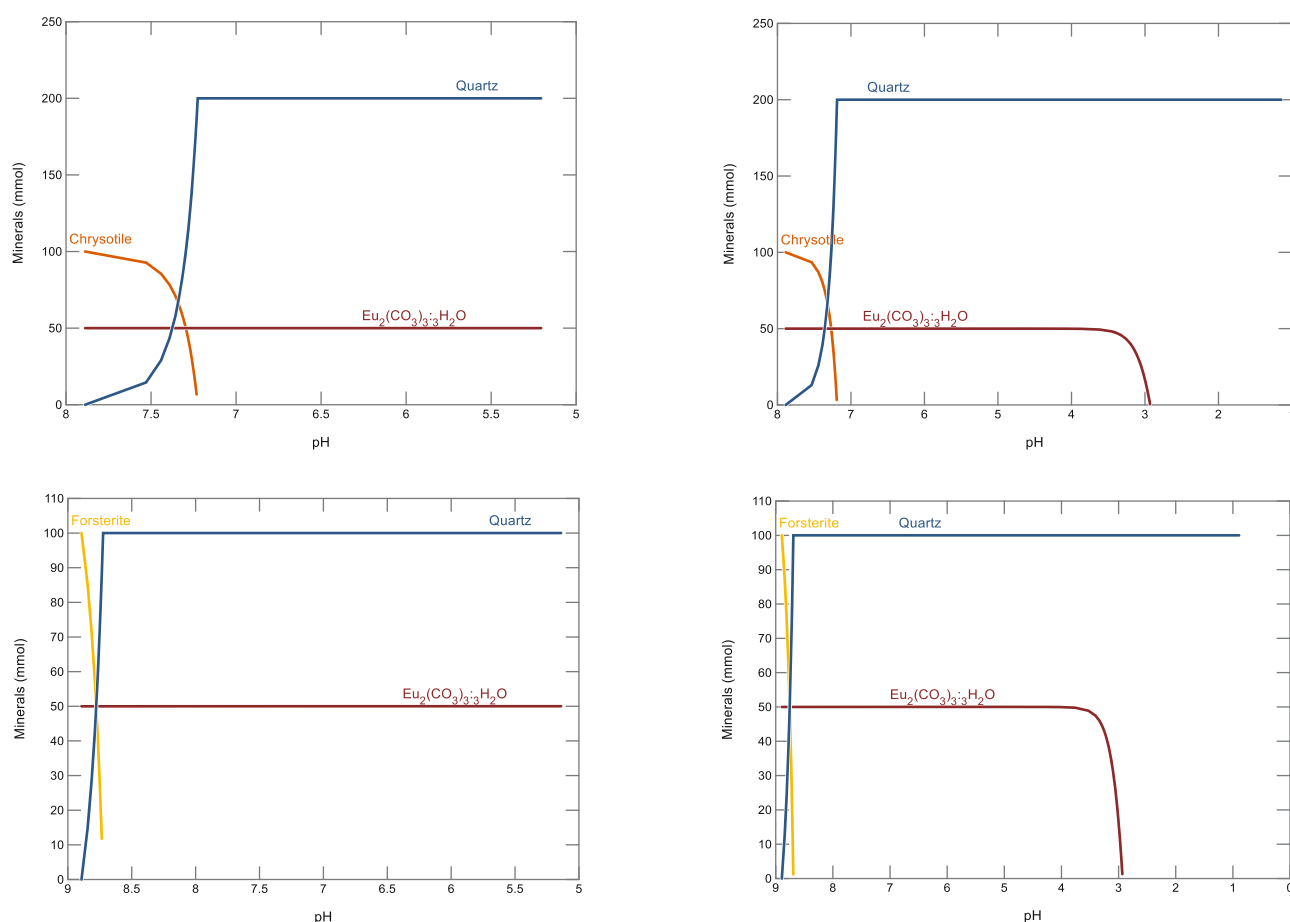 250
200
150
100
50
0
Minerals (mmol)
Quartz
Chrysotile
Eu2(CO3)3:3H2O
8 7.5 7 6.5 6 5.5 5
pH
250
200
150
100
50
0
Minerals (mmol)
Quartz
Chrysotile
Eu2(CO3)3:3H2O
8 7 6 5 4 3 2
pH
110
100
90
80
70
60
50
40
30
20
10
0
Minerals (mmol)
Forsterite Quartz
Eu2(CO3)3:3H2O
9 8.5 8 7.5 7 6.5 6 5.5 5
pH
110
100
90
80
70
60
50
40
30
20
10
0
Minerals (mmol)
Forsterite Quartz
Eu2(CO3)3:3H2O
9 8 7 6 5 4 3 2 1 0
pH